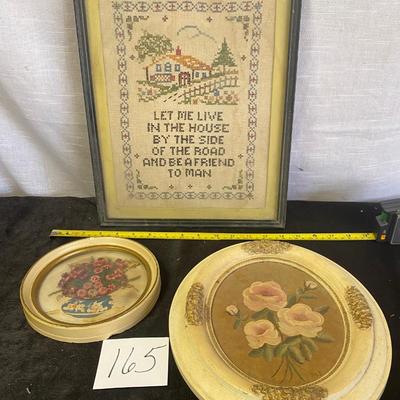 LET ME LIVE
IN THE HOUSE
BY THE SIDE
OF THE ROAD
AND BE A FRIEND
TO MAN
165